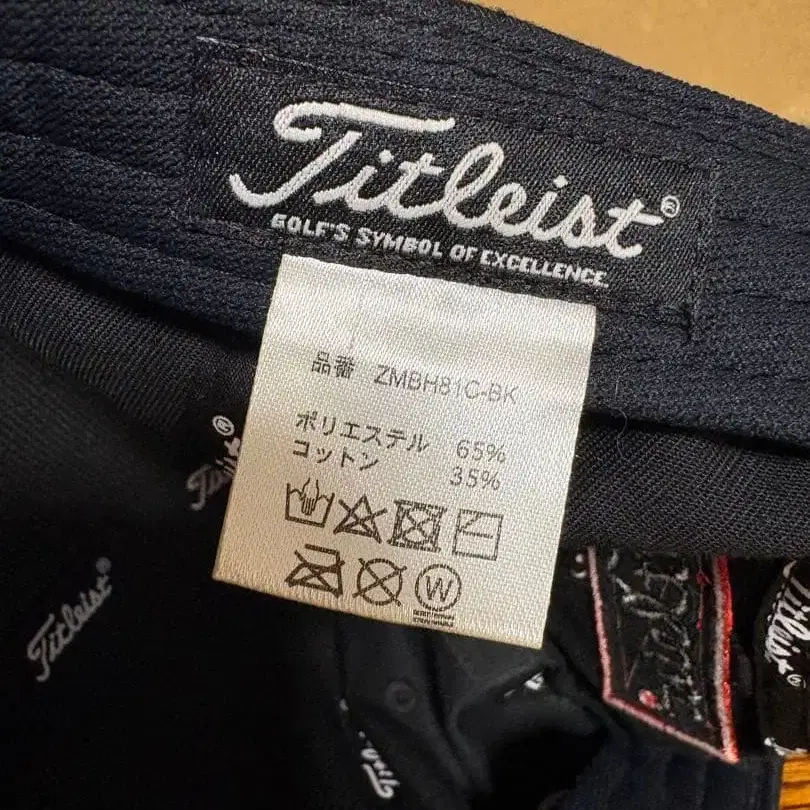 Titleist®
GOLF'S SYMBOL OF EXCELLENCE.
品番 ZMBH81C-BK
ポリエステル 65%
コットン 35%
W
Titleist®